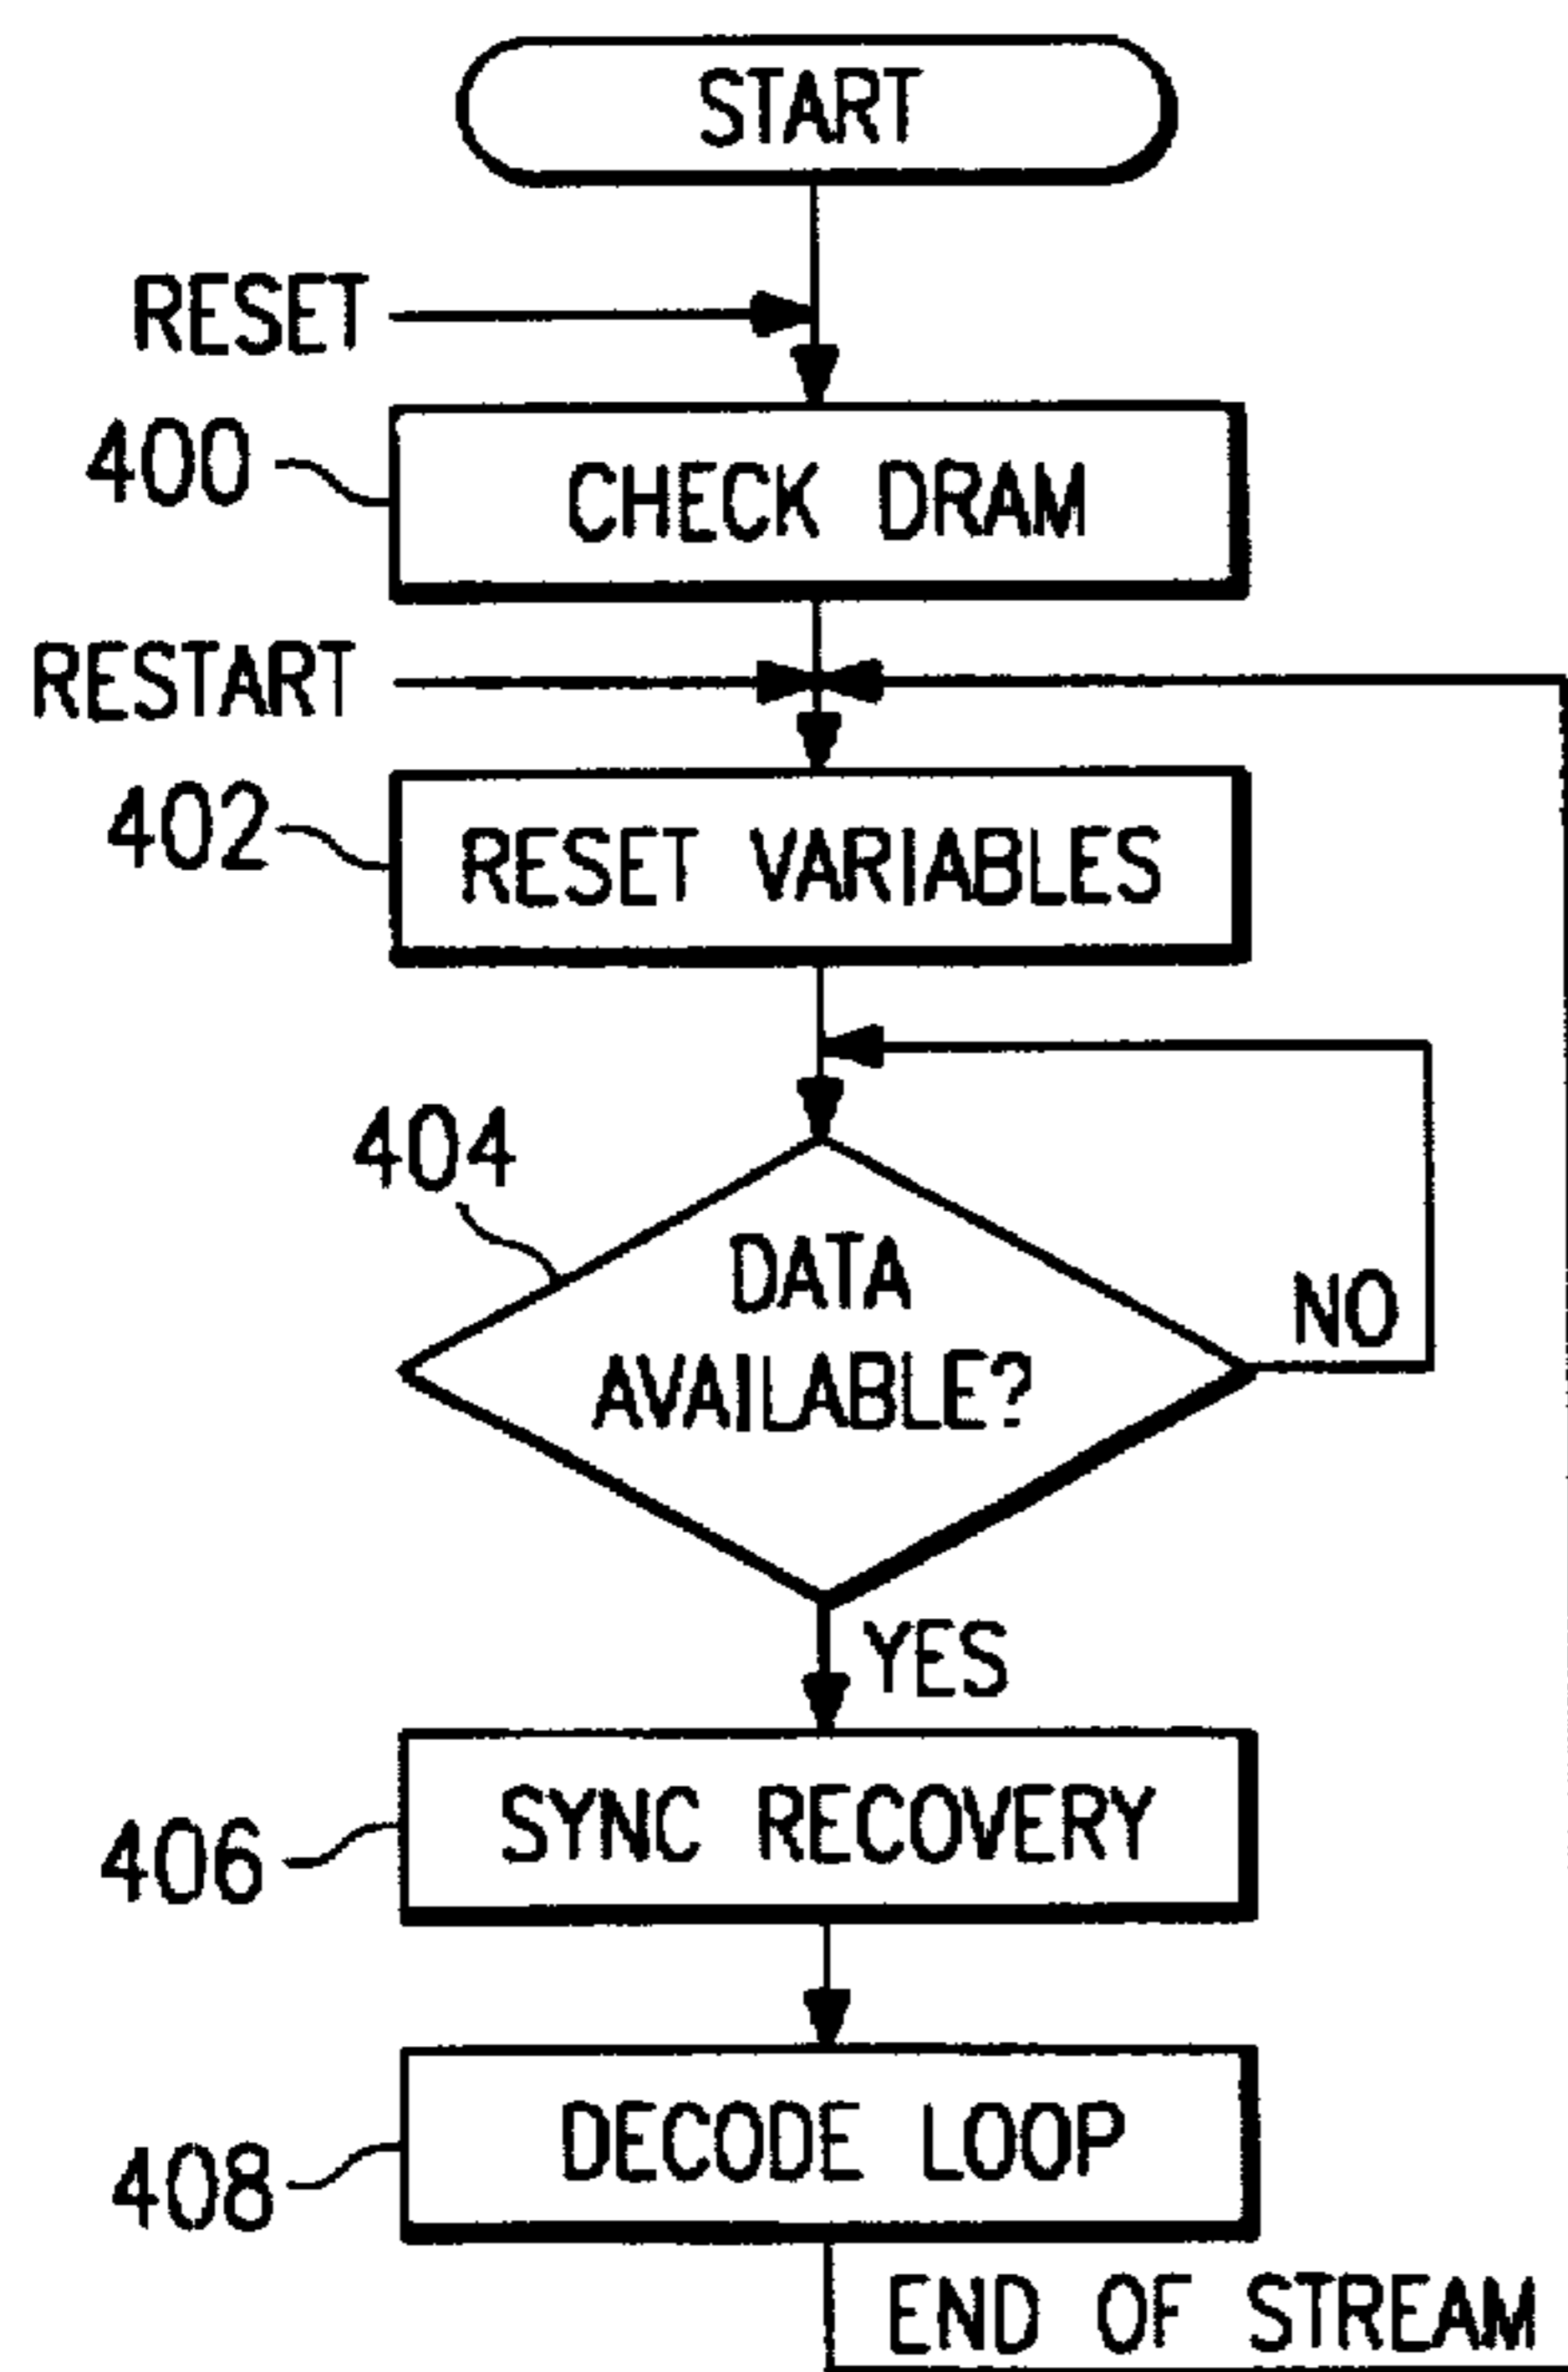 START
RESET
400
CHECK DRAM
RESTART
402
RESET VARIABLES
404
DATA
AVAILABLE?
NO
YES
406
SYNC RECOVERY
408
DECODE LOOP
END OF STREAM